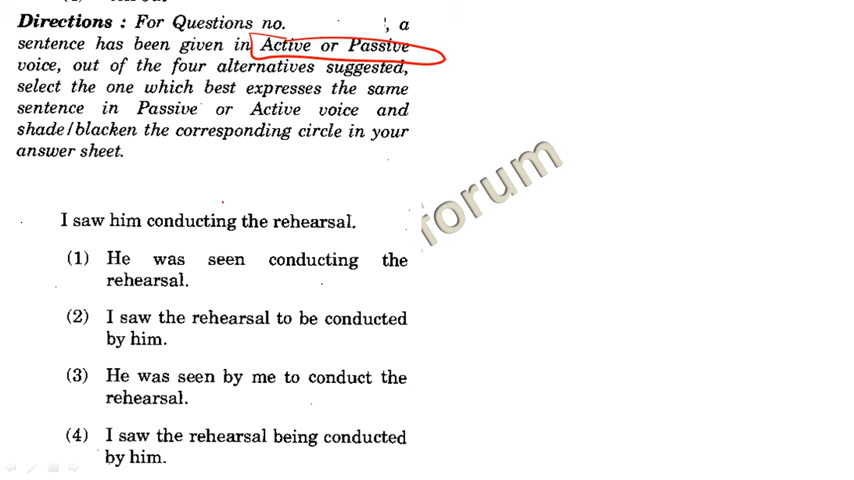 Directions : For Questions no. , a
sentence has been given in Active or Passive
voice, out of the four alternatives suggested,
select the one which best expresses the same
sentence in Passive or Active voice and
shade/blacken the corresponding circle in your
answer sheet.
I saw him conducting the rehearsal.
(1) He was seen conducting the
rehearsal.
(2) I saw the rehearsal to be conducted
by him.
(3) He was seen by me to conduct the
rehearsal.
(4) I saw the rehearsal being conducted
by him.
forum